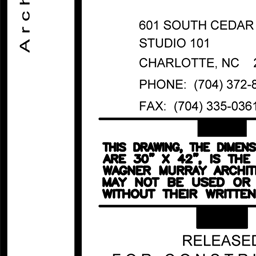 Arch
601 SOUTH CEDAR
STUDIO 101
CHARLOTTE, NC 2
PHONE: (704) 372-8
FAX: (704) 335-0361
THIS DRAWING, THE DIMENS
ARE 30" X 42", IS THE
WAGNER MURRAY ARCHIT
MAY NOT BE USED OR
WITHOUT THEIR WRITTEN
RELEASED
FOR CONSTRI